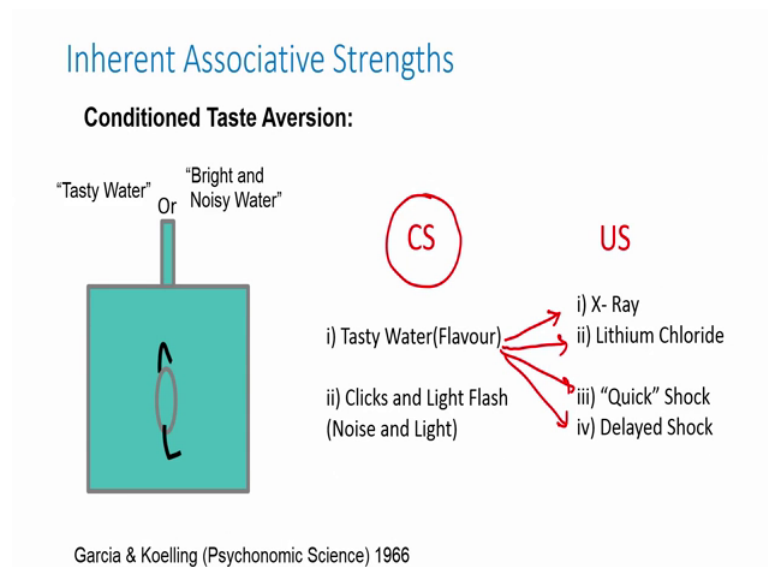 Inherent Associative Strengths
Conditioned Taste Aversion:
"Tasty Water"
Or
"Bright and
Noisy Water"
CS
US
i) Tasty Water(Flavour)
ii) Clicks and Light Flash
(Noise and Light)
i) X- Ray
ii) Lithium Chloride
iii) "Quick" Shock
iv) Delayed Shock
Garcia & Koelling (Psychonomic Science) 1966